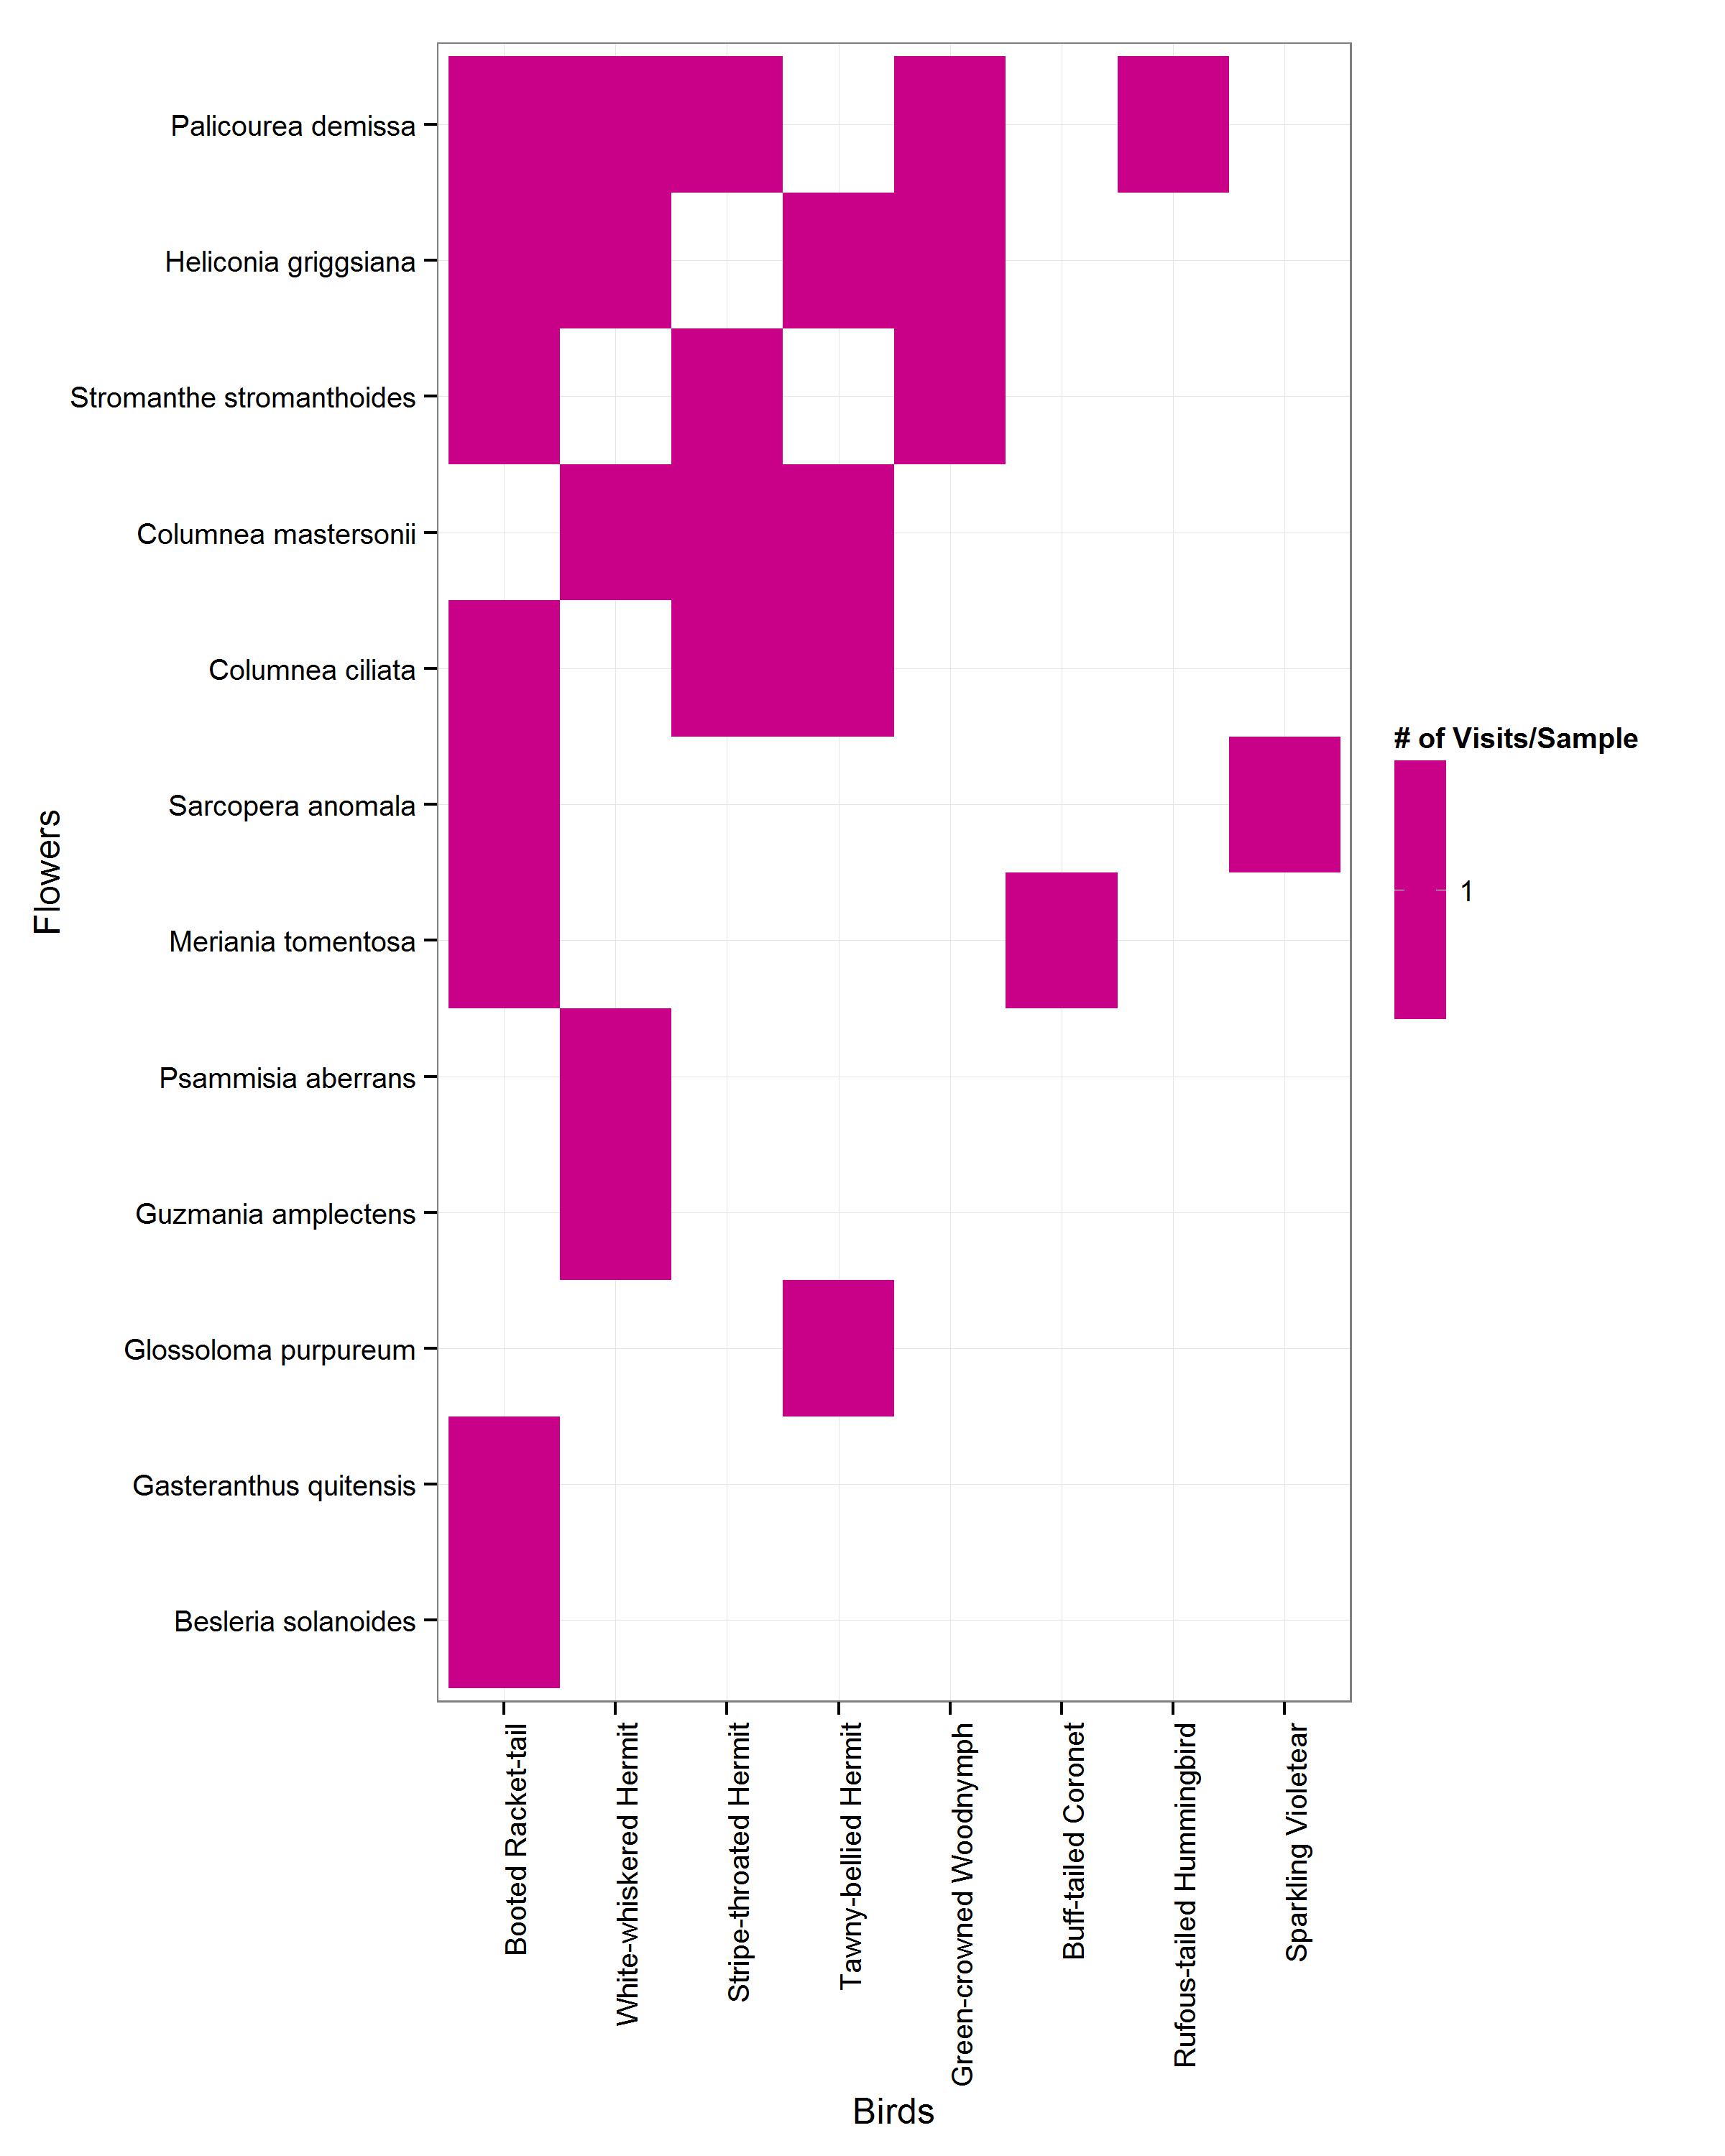 Palicourea demissa
Heliconia griggsiana
Stromanthe stromanthoides
Columnea mastersonii
Columnea ciliata
Sarcopera anomala
Meriania tomentosa
Psammisia aberrans
Guzmania amplectens
Glossoloma purpureum
Gasteranthus quitensis
Besleria solanoides
Flowers
Booted Racket-tail
White-whiskered Hermit
Stripe-throated Hermit
Tawny-bellied Hermit
Green-crowned Woodnymph
Buff-tailed Coronet
Rufous-tailed Hummingbird
Sparkling Violetear
Birds
# of Visits/Sample
1